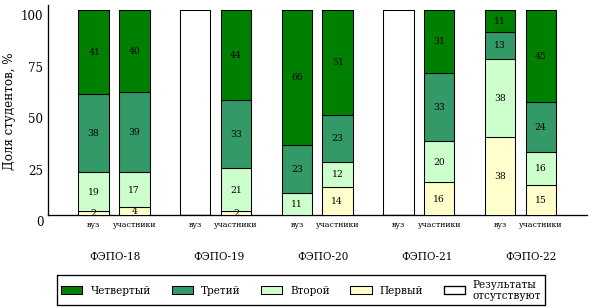 Доля студентов, %
100
75
50
25
0
41 38 19 2
40 39 17 4
44 33 21 2
66 23 11
51 23 12 14
31 33 20 16
11 13 38 38
45 24 16 15
вуз участники вуз участники вуз участники вуз участники вуз участники
ФЭПО-18 ФЭПО-19 ФЭПО-20 ФЭПО-21 ФЭПО-22
Четвертый Третий Второй Первый Результаты
отсутствуют